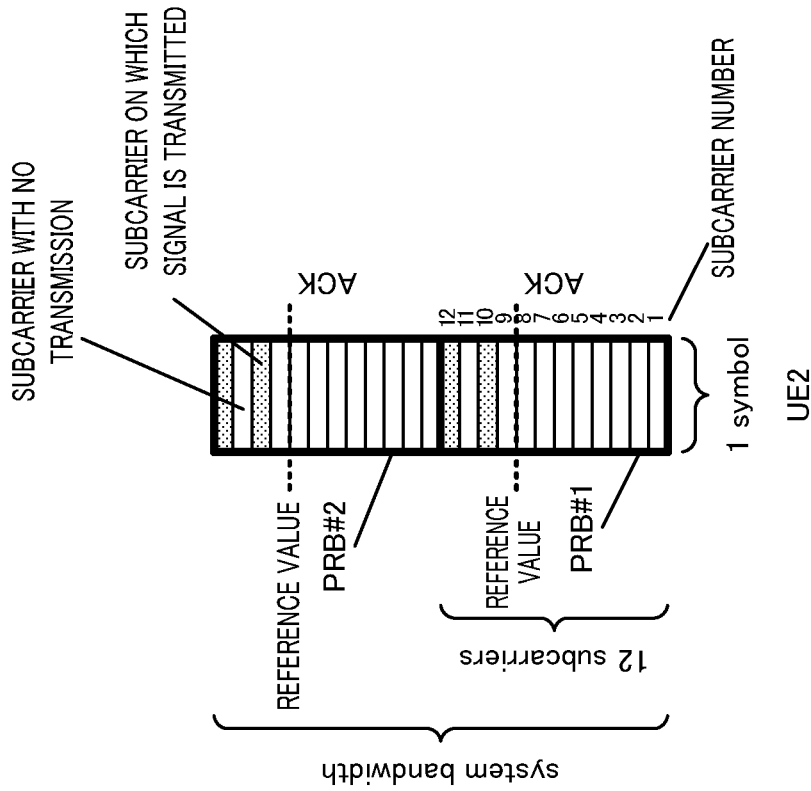 SUBCARRIER WITH NO
TRANSMISSION
SUBCARRIER ON WHICH
SIGNAL IS TRANSMITTED
REFERENCE VALUE
ACK
PRB#2
12
11
10
9
8
7
6
5
4
3
2
1
REFERENCE
VALUE
ACK
PRB#1
SUBCARRIER NUMBER
12 subcarriers
system bandwidth
1 symbol
UE2